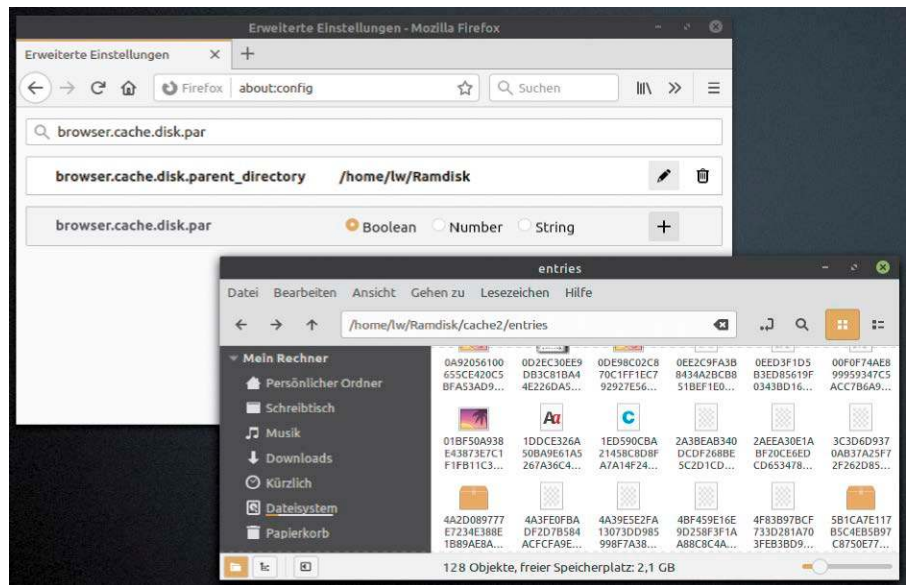 Erweiterte Einstellungen - Mozilla Firefox
Erweiterte Einstellungen
Firefox about:config Suchen
browser.cache.disk.par
browser.cache.disk.parent_directory /home/lw/Ramdisk
browser.cache.disk.par Boolean Number String
entries
Datei Bearbeiten Ansicht Gehen zu Lesezeichen Hilfe
/home/lw/Ramdisk/cache2/entries
Mein Rechner
Persönlicher Ordner
Schreibtisch
Musik
Downloads
Kürzlich
Dateisystem
Papierkorb
0A92056100 0D2EC30EE9 0DE98C02C8 0EE2C9FA3B 0EED3F1D5 00F0F74AE8
655CE420C5 DB3C81BA4 70C1FF1EC7 8434A2BCB8 B3ED85619F 99959347C5
BFA53AD9... 4E226DA5... 92927E56... 51BEF1E0... 0343BD16... ACC7B6A9...
01BF50A938 1DDCE326A 1ED590CBA 2A3BEAB340 2AEEA30E1A 3C3D6D937
E43873E7C1 50BA9E61A5 21458C8D8F DCDF268BE BF20CE6ED 0AB37A25F7
F1FB11C3... 267A36C4... A7A14F24... 5C2D1CD... CD653478... 2F262D85...
4A2D089777 4A3FE0FBA 4A39E5E2FA 4BF459E16E 4F83B97BCF 5B1CA7E117
E7234E388E DF2D7B584 13073DD985 9D258F3F1A 733D281A70 B5C4EB5B97
1B89AE8A... ACFCFA9E... 998F7A38... A88C8C4A... 3FEB3BD9... C8750E77...
128 Objekte, freier Speicherplatz: 2,1 GB